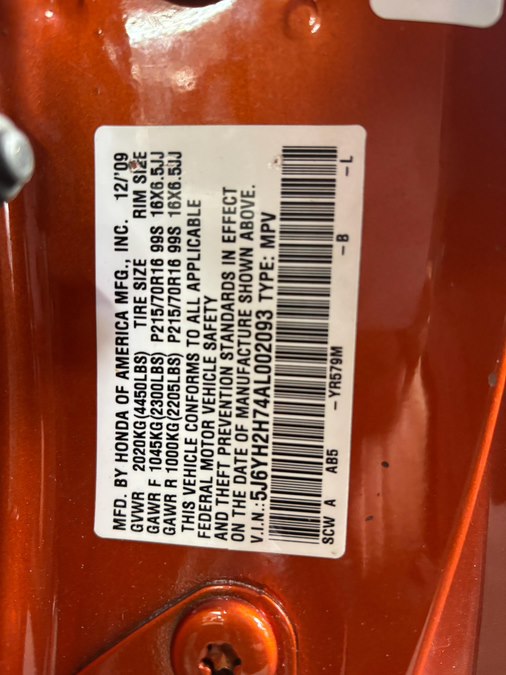 MFD. BY HONDA OF AMERICA MFG., INC. 12/'09
GVWR 2020KG(4450LBS) TIRE SIZE RIM SIZE
GAWR F 1045KG(2300LBS) P215/70R16 99S 16X6.5JJ
GAWR R 1000KG(2205LBS) P215/70R16 99S 16X6.5JJ
THIS VEHICLE CONFORMS TO ALL APPLICABLE
FEDERAL MOTOR VEHICLE SAFETY
AND THEFT PREVENTION STANDARDS IN EFFECT
ON THE DATE OF MANUFACTURE SHOWN ABOVE.
V.I.N.:5J6YH2H74AL002093 TYPE: MPV
SCW A AB5 -YR579M -B -L